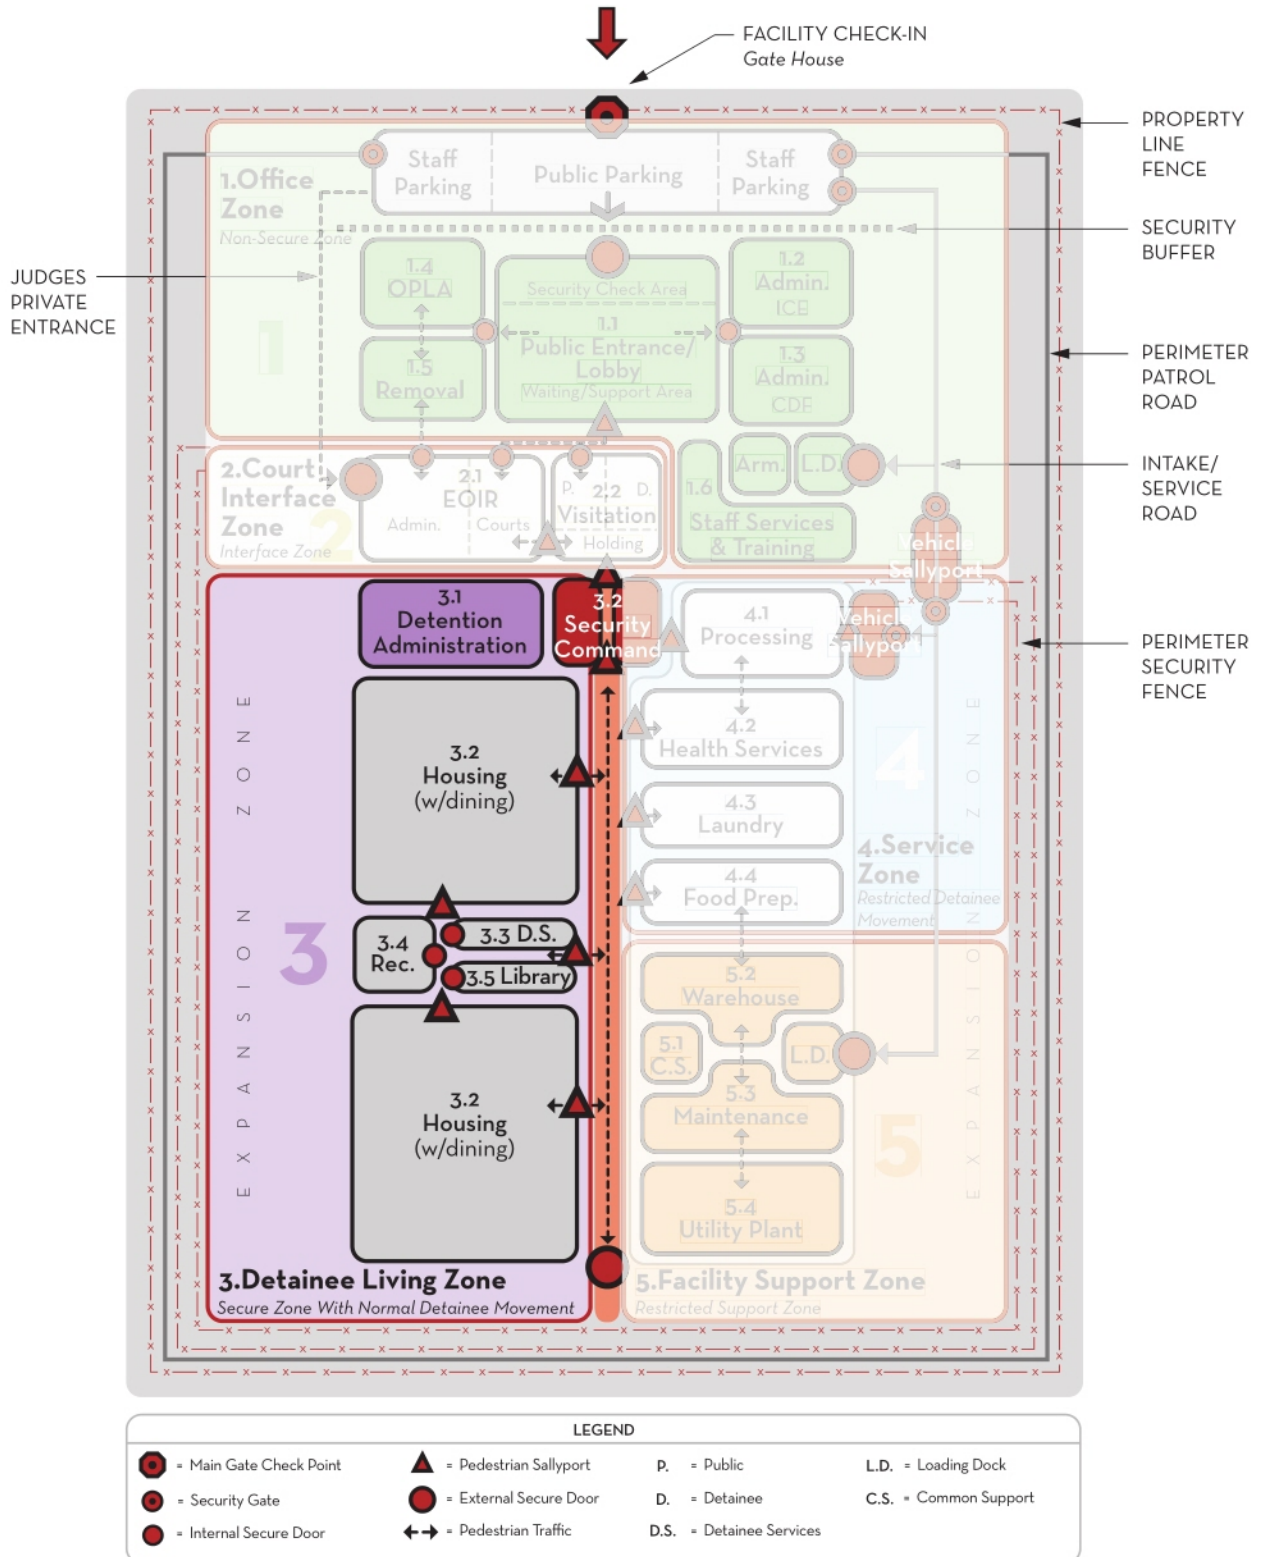 FACILITY CHECK-IN
Gate House
PROPERTY
LINE
FENCE
1.Office
Zone
Non-Secure Zone
Staff
Parking
Public Parking
Staff
Parking
SECURITY
BUFFER
JUDGES
PRIVATE
ENTRANCE
1
1.4
OPLA
Security Check Area
1.1
Public Entrance/
Lobby
Waiting/Support Area
1.2
Admin.
ICE
1.5
Removal
1.3
Admin.
CDF
PERIMETER
PATROL
ROAD
2.Court
Interface
Zone
Interface Zone
2
2.1
EOIR
Admin.
Courts
P.
2.2
D.
Visitation
Holding
1.6
Arm.
L.D.
Staff Services
& Training
INTAKE/
SERVICE
ROAD
Vehicle
Sallyport
3.1
Detention
Administration
3.2
Security
Command
4.1
Processing
Vehicle
Sallyport
PERIMETER
SECURITY
FENCE
EXPANSION ZONE
3.2
Housing
(w/dining)
4.2
Health Services
4
EXPANSION ZONE
4.3
Laundry
4.4
Food Prep.
4.Service
Zone
Restricted Detainee
Movement
3
3.4
Rec.
3.3 D.S.
3.5 Library
5.2
Warehouse
5.1
C.S.
L.D.
3.2
Housing
(w/dining)
5.3
Maintenance
5
5.4
Utility Plant
3.Detainee Living Zone
Secure Zone With Normal Detainee Movement
5.Facility Support Zone
Restricted Support Zone
LEGEND
= Main Gate Check Point
= Pedestrian Sallyport
P. = Public
L.D. = Loading Dock
= Security Gate
= External Secure Door
D. = Detainee
C.S. = Common Support
= Internal Secure Door
= Pedestrian Traffic
D.S. = Detainee Services